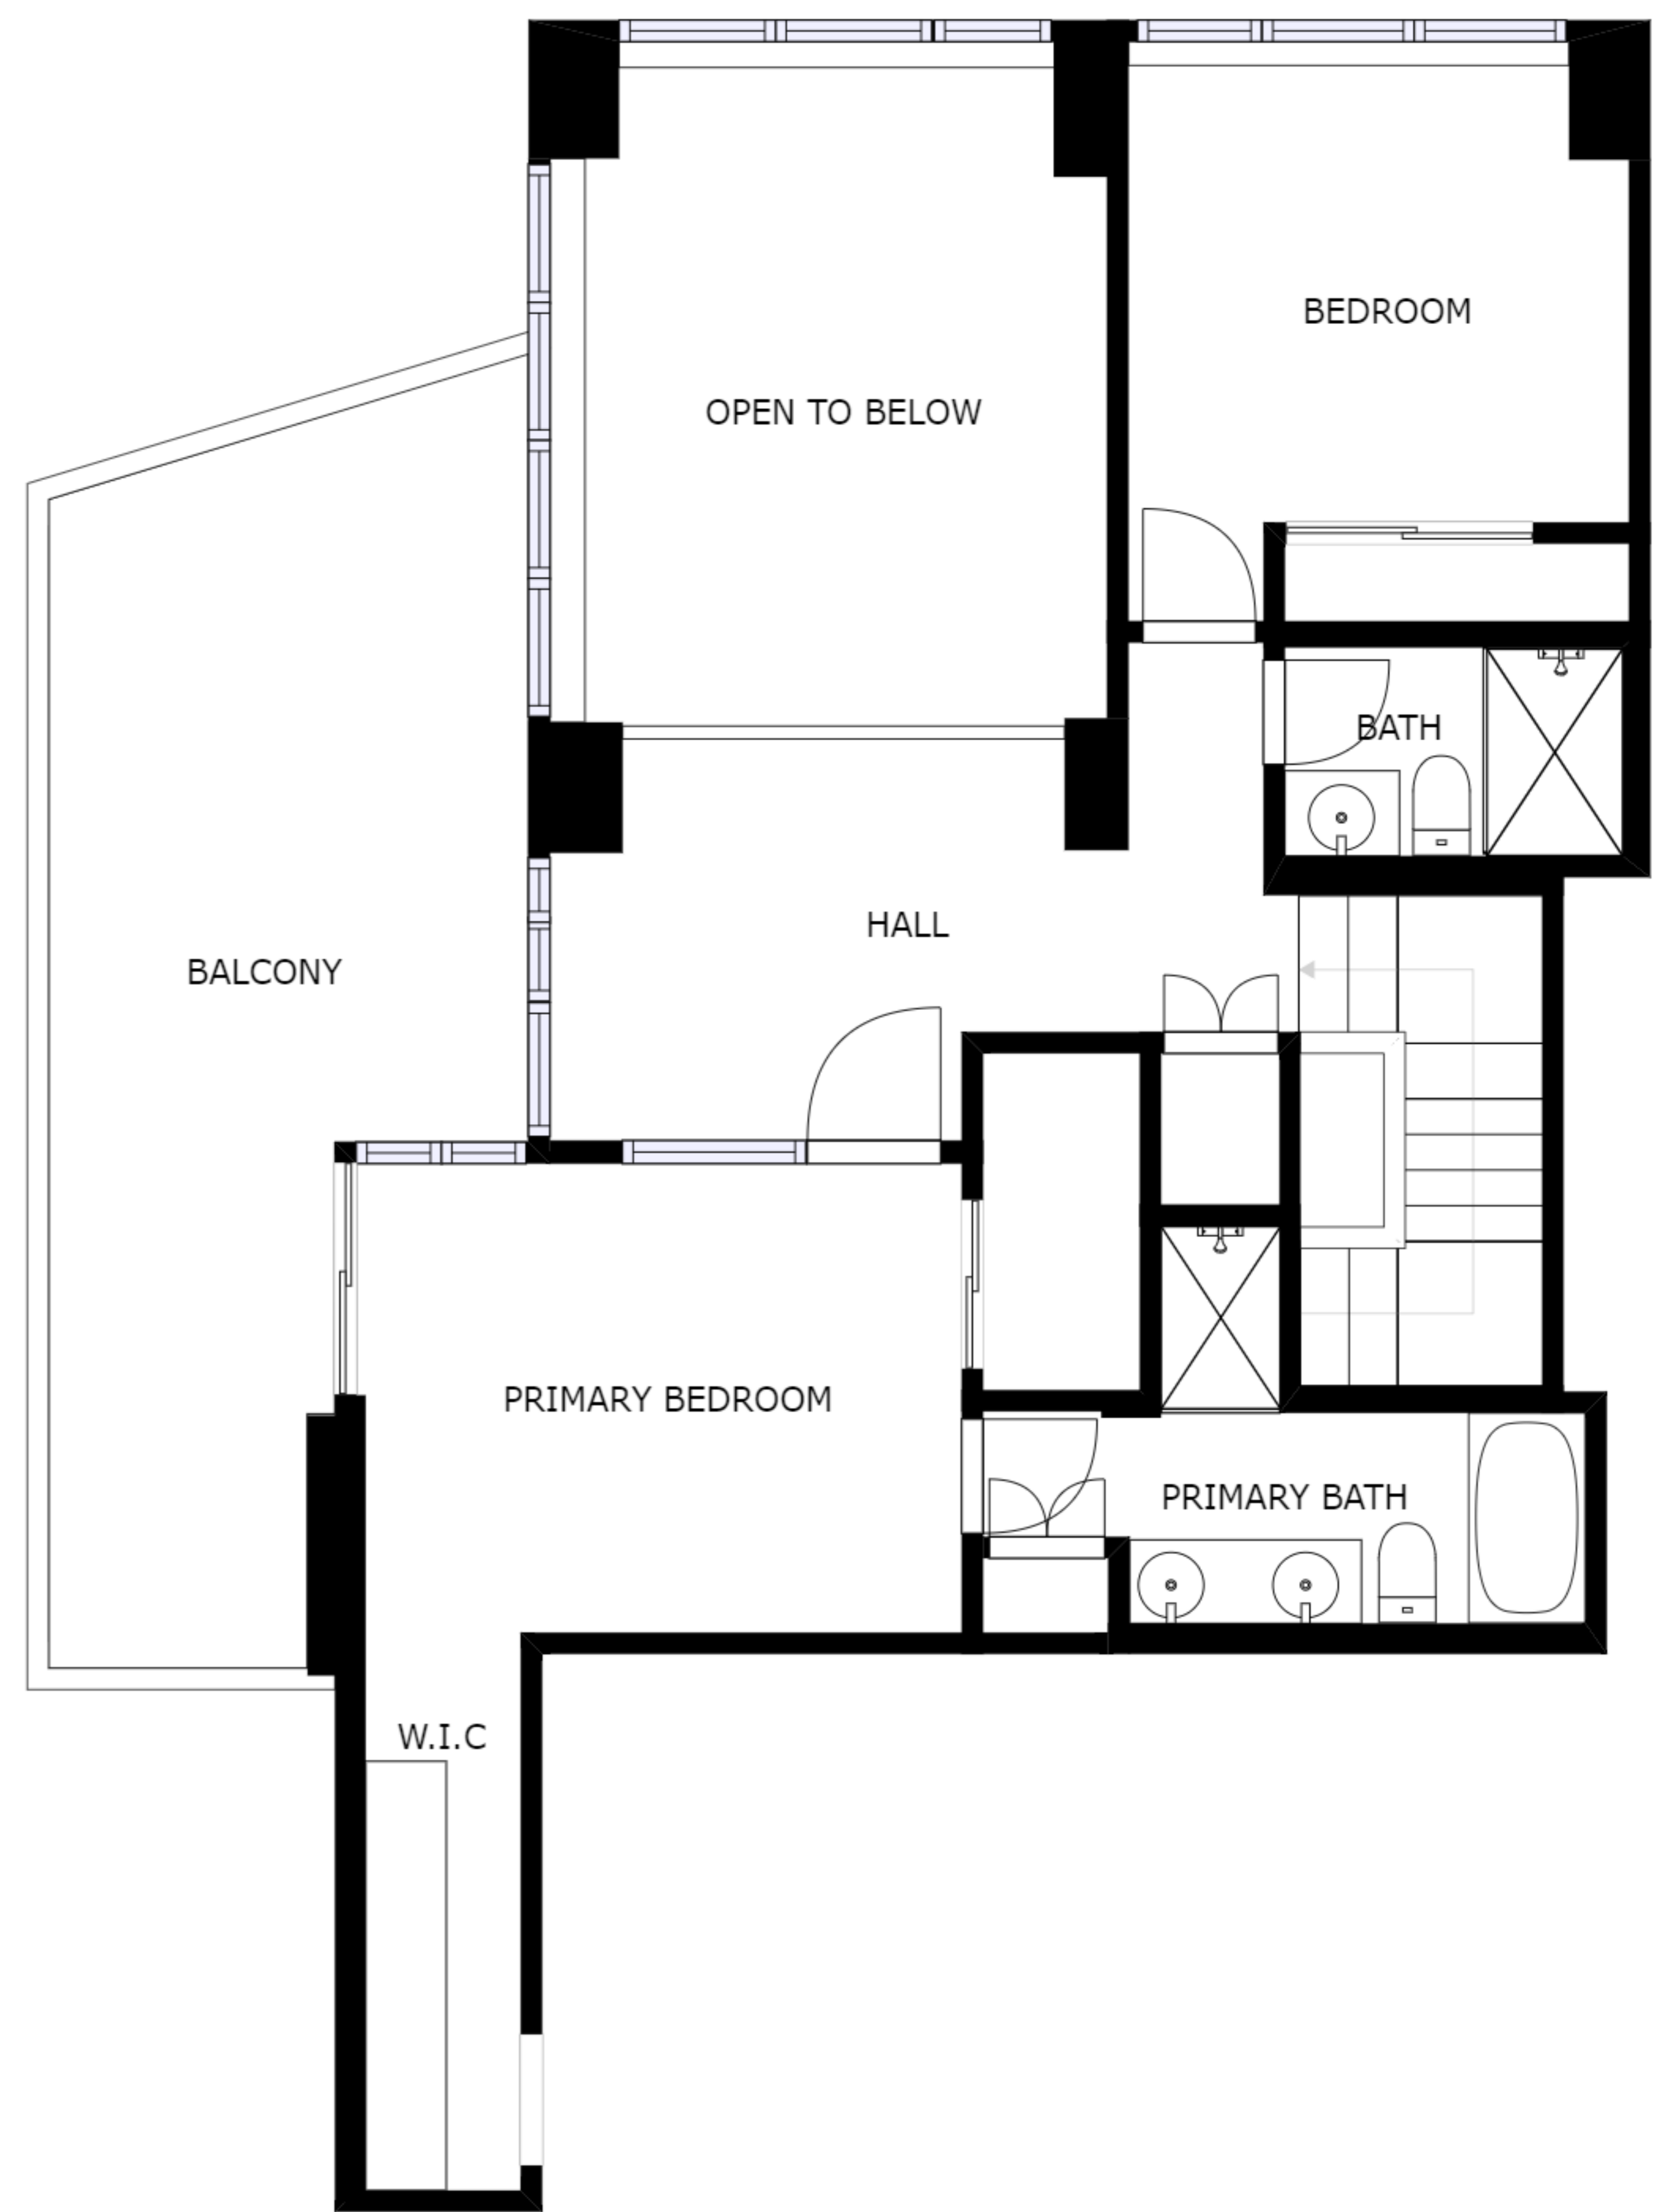 BEDROOM
OPEN TO BELOW
BATH
HALL
BALCONY
PRIMARY BEDROOM
PRIMARY BATH
W.I.C